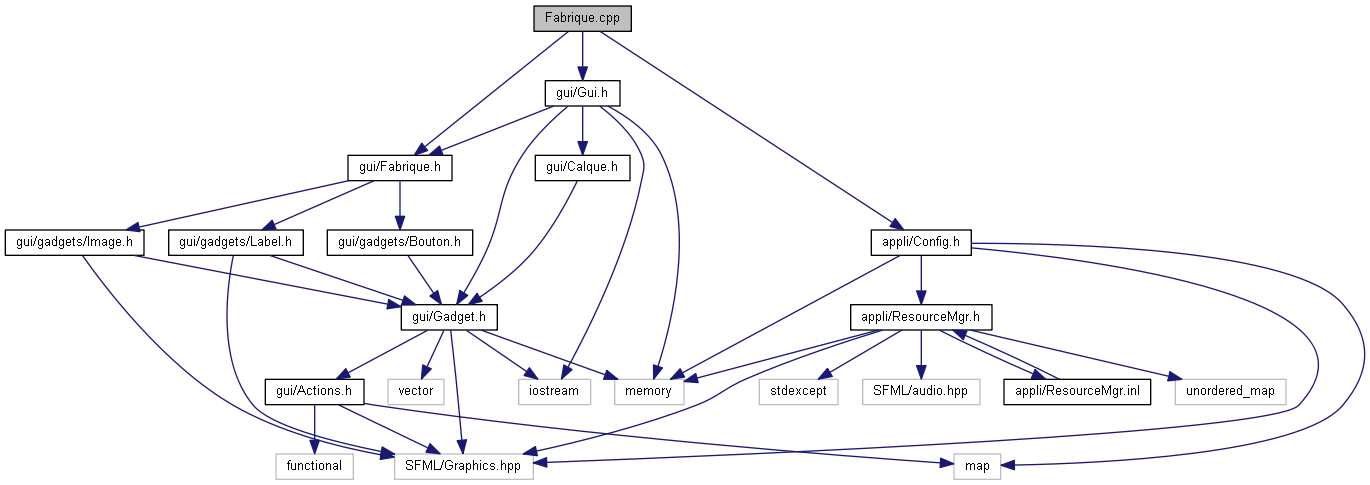 Fabrique.cpp
gui/Gui.h
gui/Fabrique.h
gui/Calque.h
gui/gadgets/Image.h
gui/gadgets/Label.h
gui/gadgets/Bouton.h
appli/Config.h
gui/Gadget.h
appli/ResourceMgr.h
gui/Actions.h
vector
iostream
memory
stdexcept
SFML/audio.hpp
appli/ResourceMgr.inl
unordered_map
functional
SFML/Graphics.hpp
map